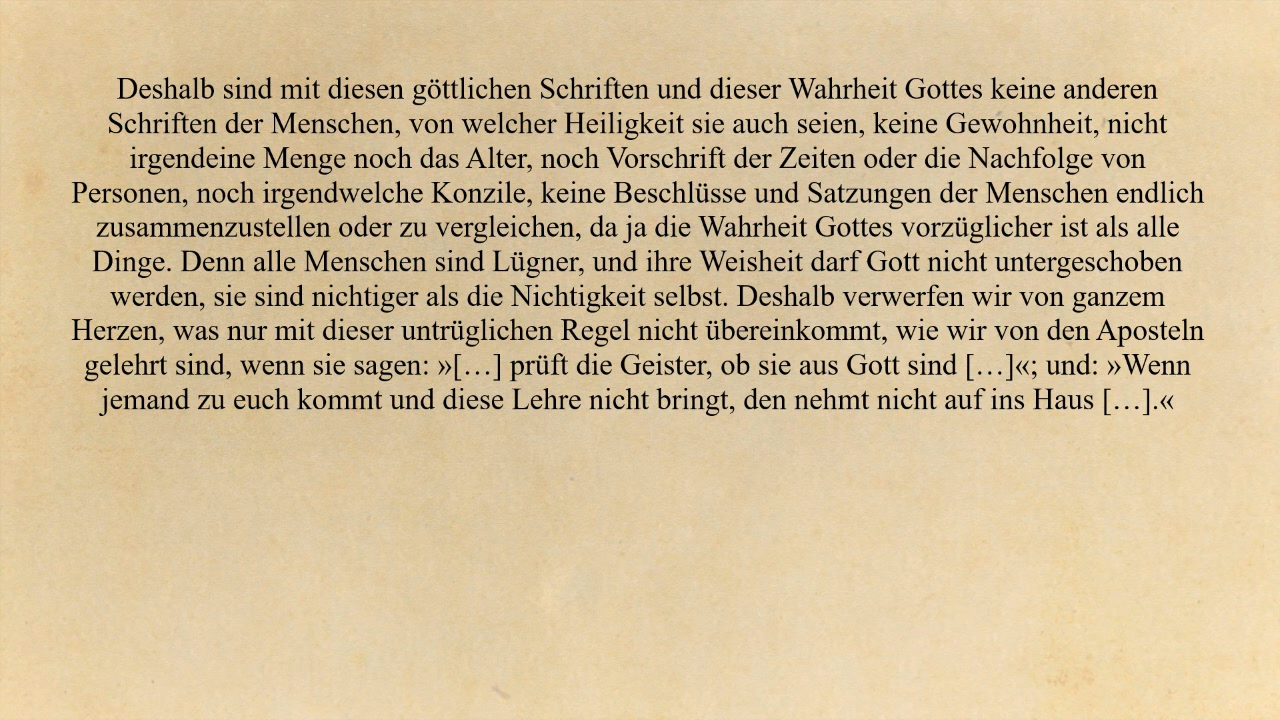 Deshalb sind mit diesen göttlichen Schriften und dieser Wahrheit Gottes keine anderen
Schriften der Menschen, von welcher Heiligkeit sie auch seien, keine Gewohnheit, nicht
irgendeine Menge noch das Alter, noch Vorschrift der Zeiten oder die Nachfolge von
Personen, noch irgendwelche Konzile, keine Beschlüsse und Satzungen der Menschen endlich
zusammenzustellen oder zu vergleichen, da ja die Wahrheit Gottes vorzüglicher ist als alle
Dinge. Denn alle Menschen sind Lügner, und ihre Weisheit darf Gott nicht untergeschoben
werden, sie sind nichtiger als die Nichtigkeit selbst. Deshalb verwerfen wir von ganzem
Herzen, was nur mit dieser untrüglichen Regel nicht übereinkommt, wie wir von den Aposteln
gelehrt sind, wenn sie sagen: »[…] prüft die Geister, ob sie aus Gott sind […]«; und: »Wenn
jemand zu euch kommt und diese Lehre nicht bringt, den nehmt nicht auf ins Haus […].«